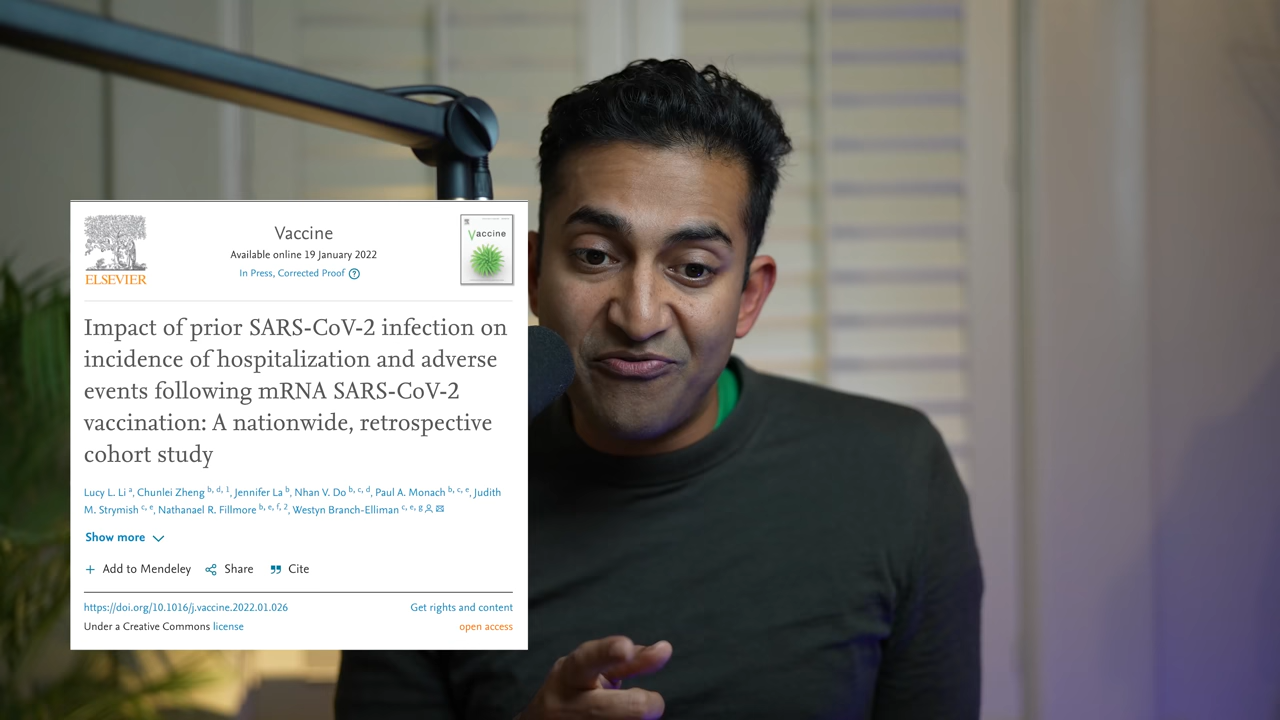 ELSEVIER
Vaccine
Available online 19 January 2022
In Press, Corrected Proof ?
Vaccine
Impact of prior SARS-CoV-2 infection on
incidence of hospitalization and adverse
events following mRNA SARS-CoV-2
vaccination: A nationwide, retrospective
cohort study
Lucy L. Li a, Chunlei Zheng b, d, 1, Jennifer La b, Nhan V. Do b, c, d, Paul A. Monach b, c, e, Judith
M. Strymish c, e, Nathanael R. Fillmore b, e, f, 2, Westyn Branch-Elliman c, e, g
Show more
+ Add to Mendeley Share Cite
https://doi.org/10.1016/j.vaccine.2022.01.026 Get rights and content
Under a Creative Commons license open access